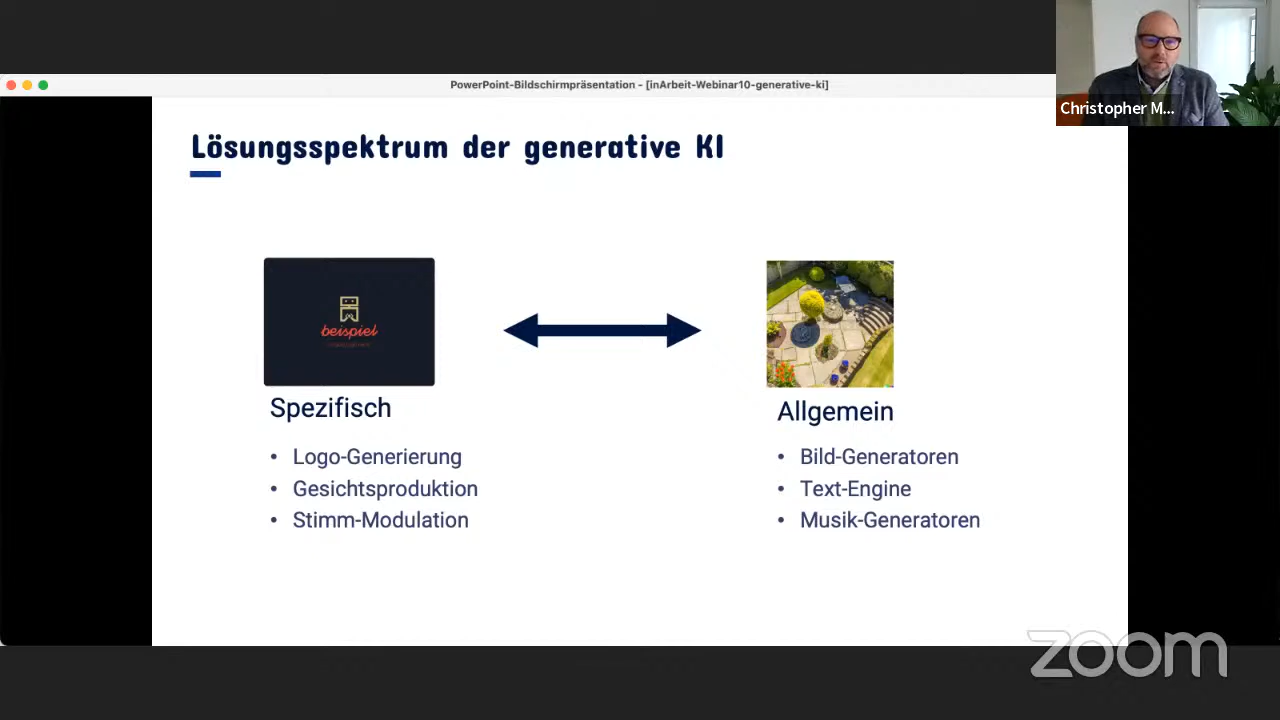 PowerPoint-Bildschirmpräsentation - [inArbeit-Webinar10-generative-ki]
Christopher M...
Lösungsspektrum der generative KI
beispiel
Spezifisch
• Logo-Generierung
• Gesichtsproduktion
• Stimm-Modulation
Allgemein
• Bild-Generatoren
• Text-Engine
• Musik-Generatoren
zoom